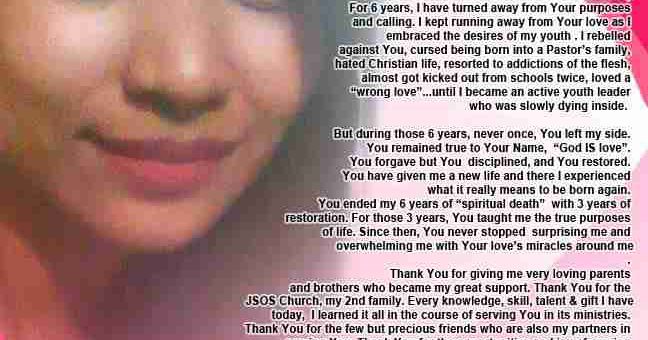 For 6 years, I have turned away from Your purposes
and calling. I kept running away from Your love as I
embraced the desires of my youth . I rebelled
against You, cursed being born into a Pastor's family,
hated Christian life, resorted to addictions of the flesh,
almost got kicked out from schools twice, loved a
"wrong love"...until I became an active youth leader
who was slowly dying inside.
But during those 6 years, never once, You left my side.
You remained true to Your Name, "God IS love".
You forgave but You disciplined, and You restored.
You have given me a new life and there I experienced
what it really means to be born again.
You ended my 6 years of "spiritual death" with 3 years of
restoration. For those 3 years, You taught me the true purposes
of life. Since then, You never stopped surprising me and
overwhelming me with Your love's miracles around me
.
Thank You for giving me very loving parents
and brothers who became my great support. Thank You for the
JSOS Church, my 2nd family. Every knowledge, skill, talent & gift I have
today, I learned it all in the course of serving You in its ministries.
Thank You for the few but precious friends who are also my partners in